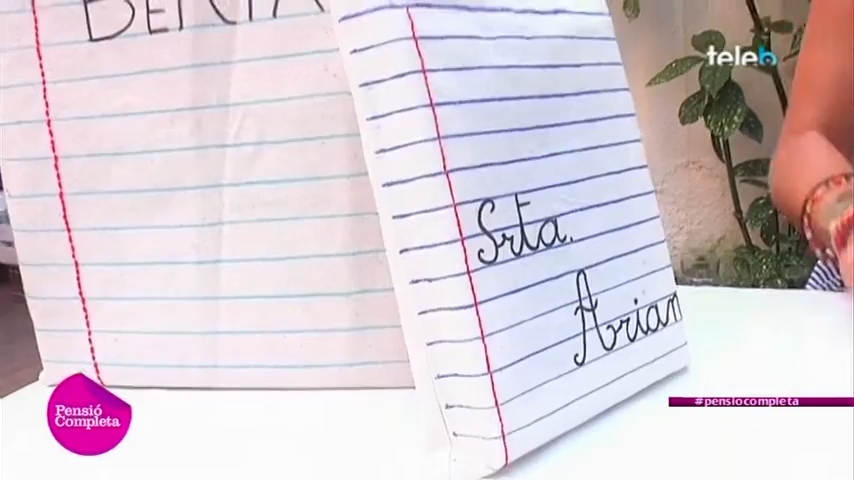 teleb
Srta.
Arian
Pensió
Completa
#pensiocompleta